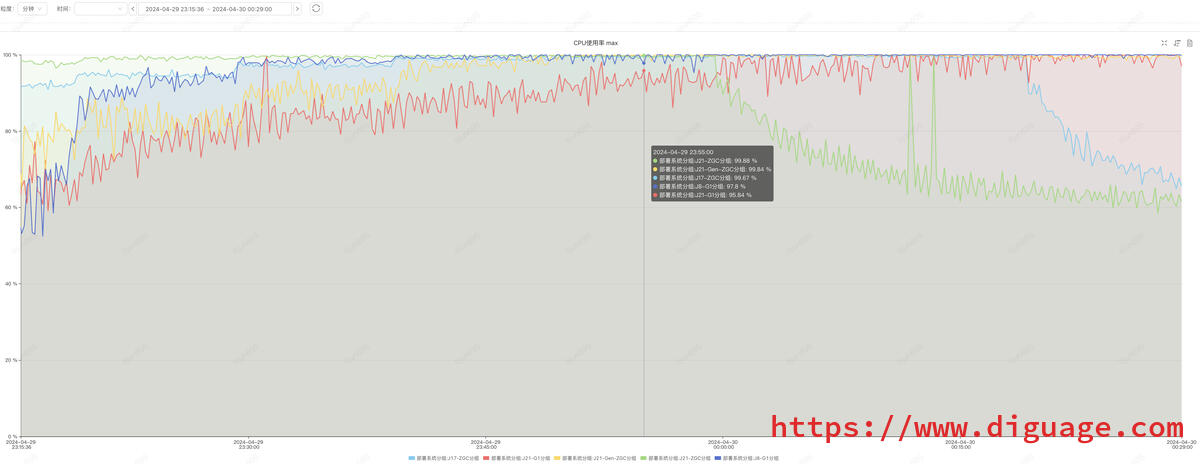 粒度： 分钟 时间： 2024-04-29 23:15:36 ~ 2024-04-30 00:29:00
CPU使用率 max
100 %
80 %
60 %
40 %
20 %
0 %
2024-04-29 23:55:00
部署系统分组:J21-ZGC分组: 99.88 %
部署系统分组:J21-Gen-ZGC分组: 99.84 %
部署系统分组:J17-ZGC分组: 99.67 %
部署系统分组:J8-G1分组: 97.8 %
部署系统分组:J21-G1分组: 95.84 %
https://www.diguage.com
2024-04-29 2024-04-29 2024-04-29 2024-04-30 2024-04-30 2024-04-30
23:15:36 23:30:00 23:45:00 00:00:00 00:15:00 00:29:00
部署系统分组:J17-ZGC分组 部署系统分组:J21-G1分组 部署系统分组:J21-Gen-ZGC分组 部署系统分组:J21-ZGC分组 部署系统分组:J8-G1分组